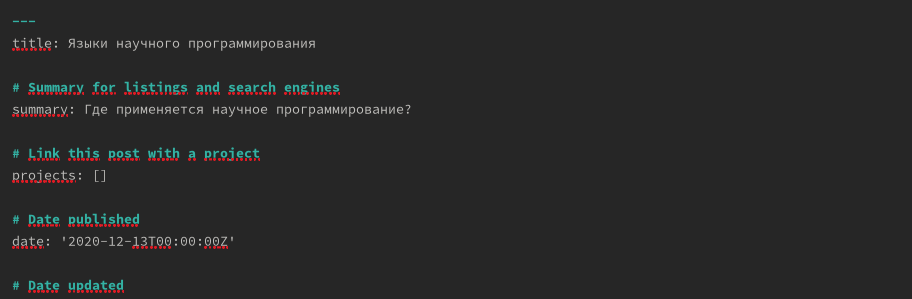 ---
title: Языки научного программирования
# Summary for listings and search engines
summary: Где применяется научное программирование?
# Link this post with a project
projects: []
# Date published
date: '2020-12-13T00:00:00Z'
# Date updated